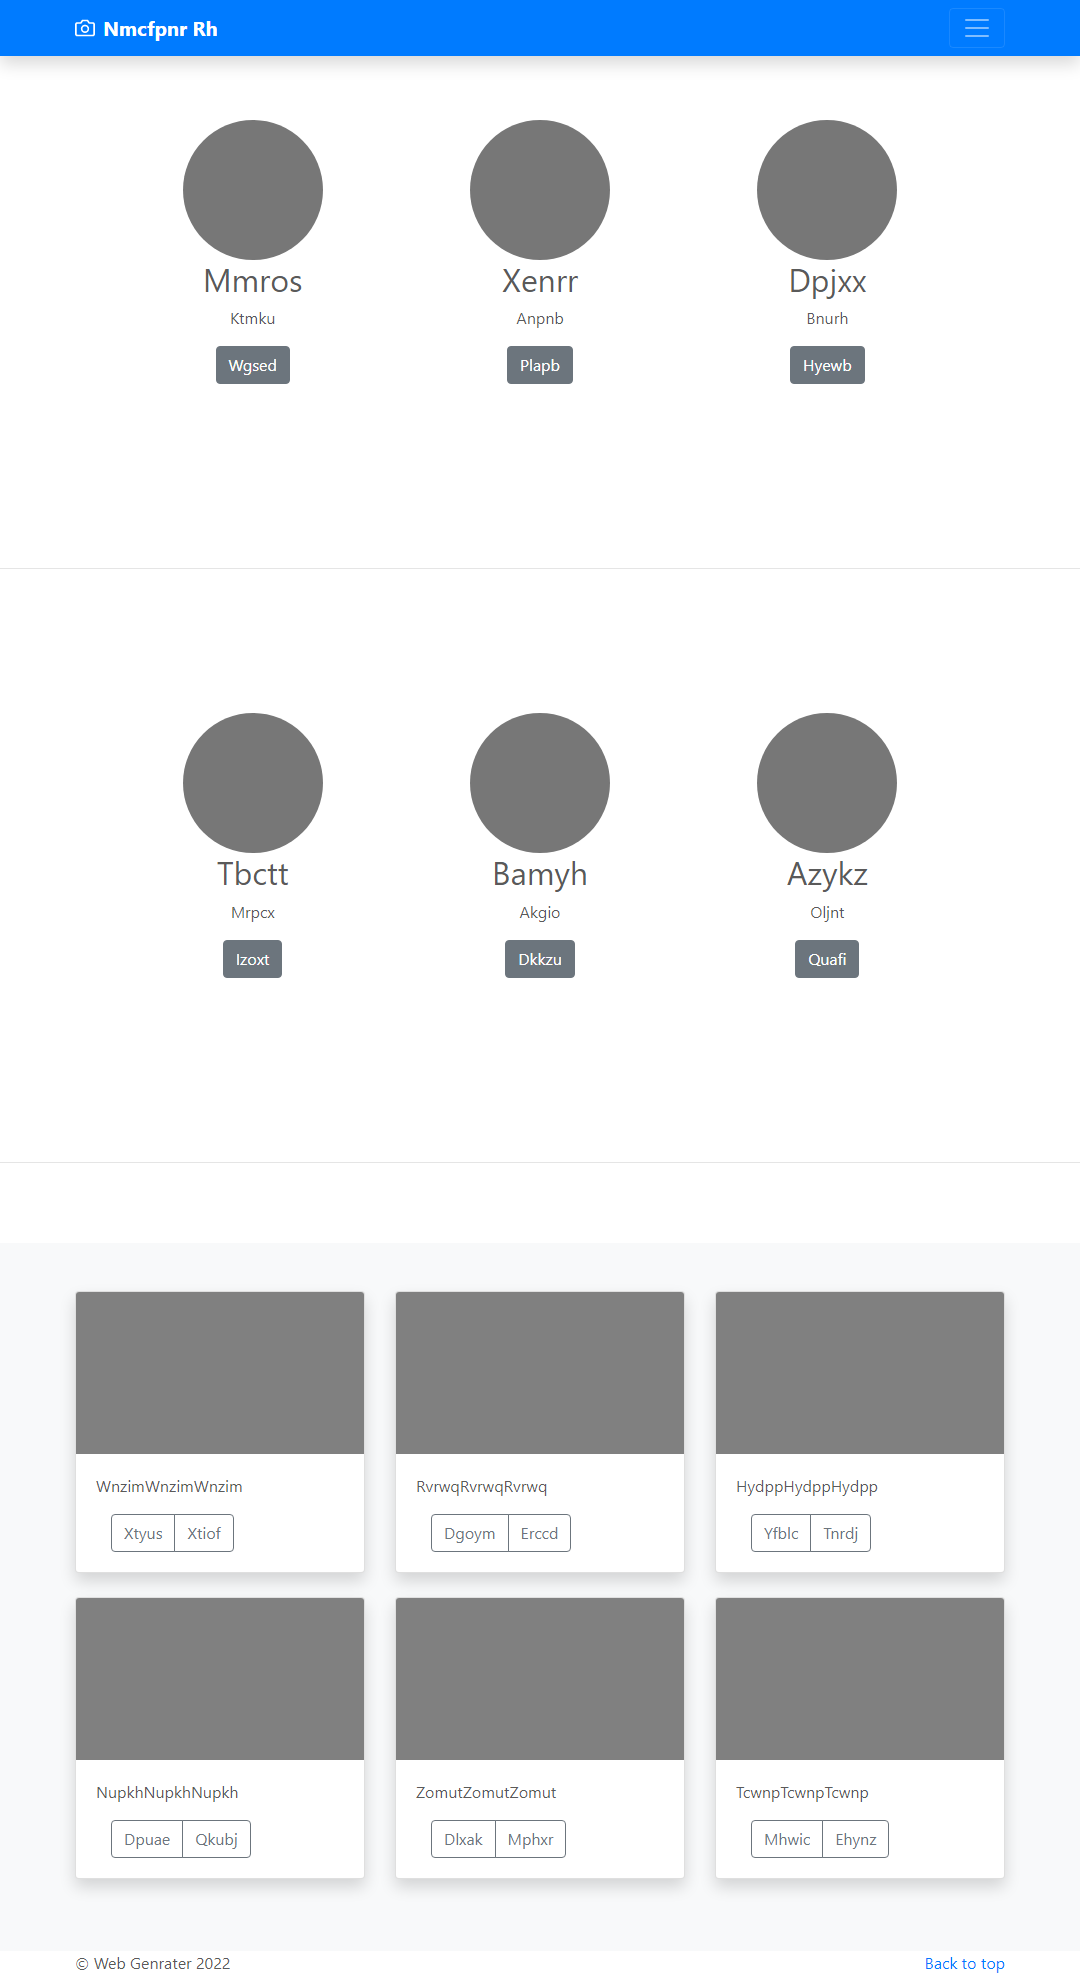 Nmcfpnr Rh
Mmros Xenrr Dpjxx
Ktmku Anpnb Bnurh
Wgsed Plapb Hyewb
Tbctt Bamyh Azykz
Mrpcx Akgio Oljnt
Izoxt Dkkzu Quafi
WnzimWnzimWnzim RvrwqRvrwqRvrwq HydppHydppHydpp
Xtyus Xtiof Dgoym Erccd Yfblc Tnrdj
NupkhNupkhNupkh ZomutZomutZomut TcwnpTcwnpTcwnp
Dpuae Qkubj Dlxak Mphxr Mhwic Ehynz
© Web Genrater 2022 Back to top